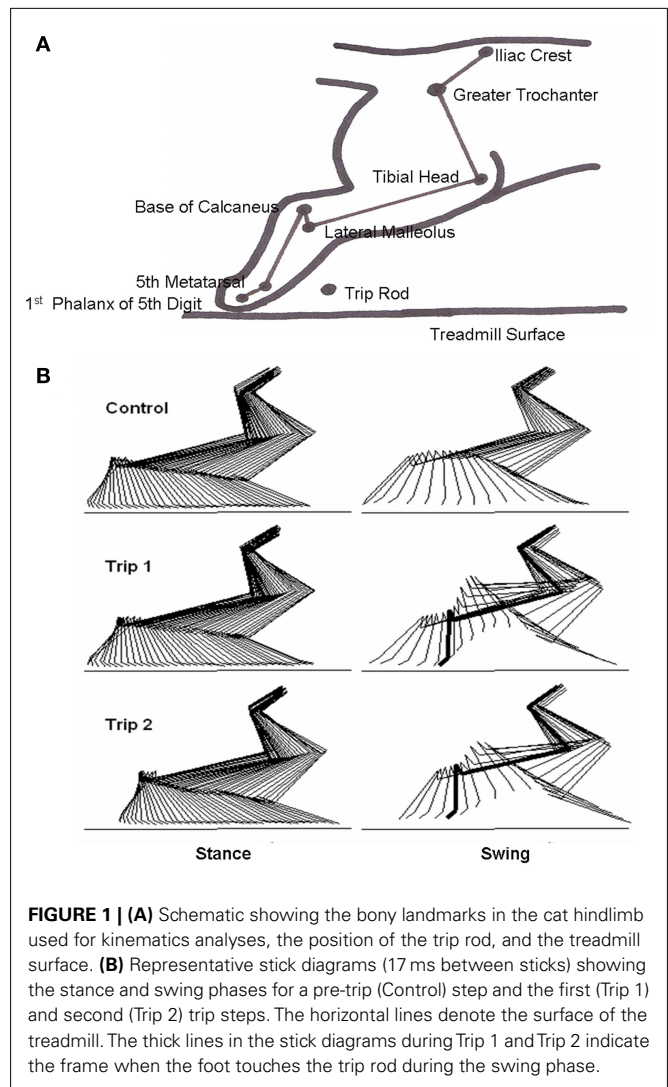 A
Iliac Crest
Greater Trochanter
Tibial Head
Base of Calcaneus
Lateral Malleolus
5th Metatarsal
1st Phalanx of 5th Digit
Trip Rod
Treadmill Surface
B
Control
Trip 1
Trip 2
Stance
Swing
FIGURE 1 | (A) Schematic showing the bony landmarks in the cat hindlimb
used for kinematics analyses, the position of the trip rod, and the treadmill
surface. (B) Representative stick diagrams (17 ms between sticks) showing
the stance and swing phases for a pre-trip (Control) step and the first (Trip 1)
and second (Trip 2) trip steps. The horizontal lines denote the surface of the
treadmill. The thick lines in the stick diagrams during Trip 1 and Trip 2 indicate
the frame when the foot touches the trip rod during the swing phase.